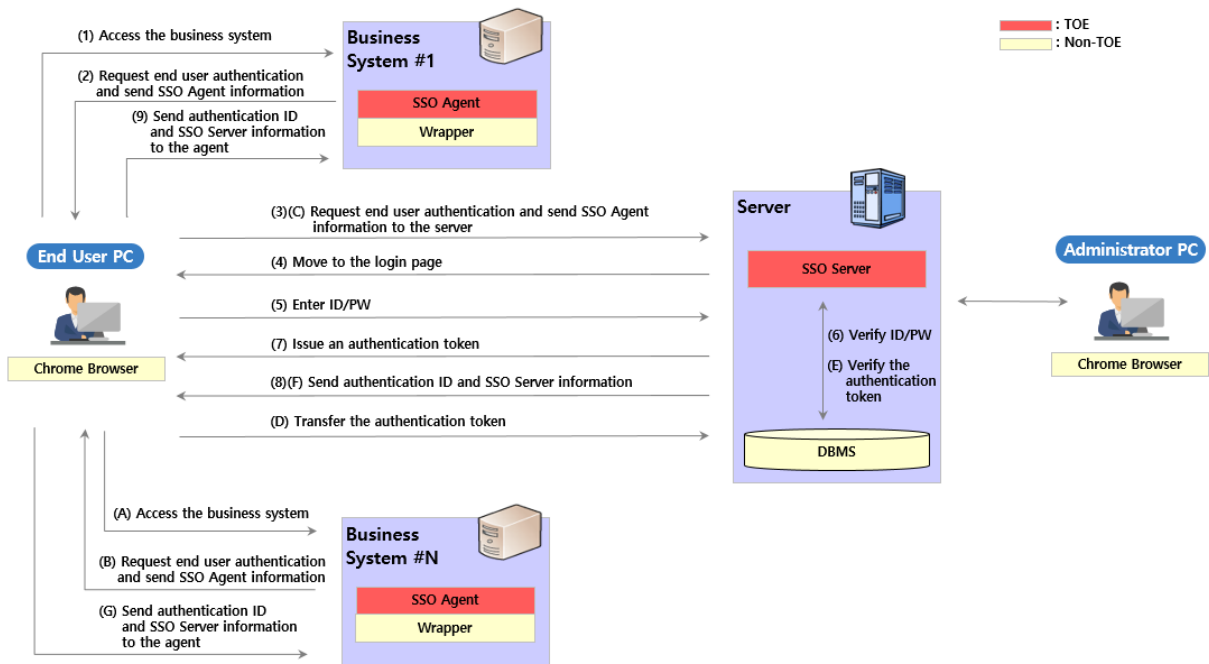 (1) Access the business system
(2) Request end user authentication
and send SSO Agent information
(9) Send authentication ID
and SSO Server information
to the agent
Business
System #1
SSO Agent
Wrapper
: TOE
: Non-TOE
(3)(C) Request end user authentication and send SSO Agent
information to the server
(4) Move to the login page
(5) Enter ID/PW
(7) Issue an authentication token
(8)(F) Send authentication ID and SSO Server information
(D) Transfer the authentication token
End User PC
Chrome Browser
Server
SSO Server
(6) Verify ID/PW
(E) Verify the
authentication
token
DBMS
Administrator PC
Chrome Browser
(A) Access the business system
(B) Request end user authentication
and send SSO Agent information
(G) Send authentication ID
and SSO Server information
to the agent
Business
System #N
SSO Agent
Wrapper